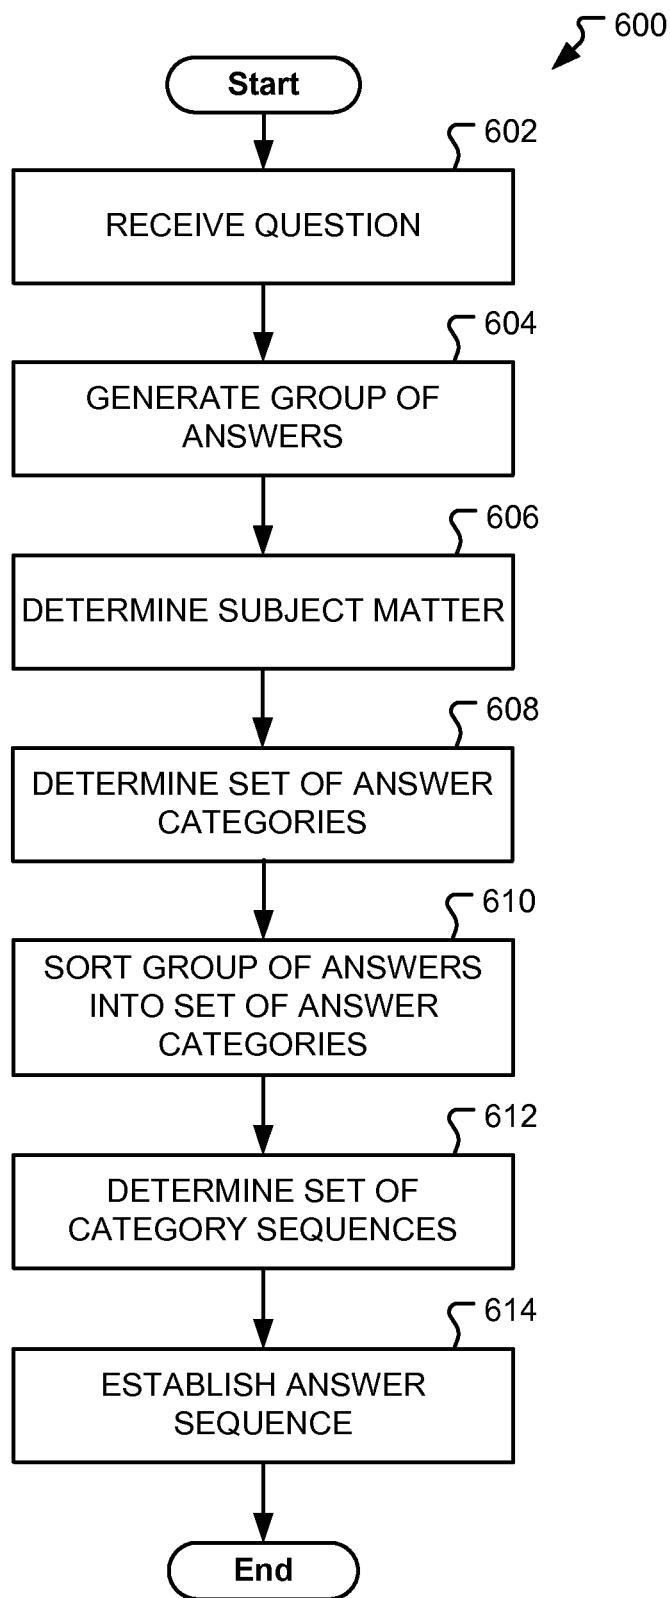 600
Start
602
RECEIVE QUESTION
604
GENERATE GROUP OF
ANSWERS
606
DETERMINE SUBJECT MATTER
608
DETERMINE SET OF ANSWER
CATEGORIES
610
SORT GROUP OF ANSWERS
INTO SET OF ANSWER
CATEGORIES
612
DETERMINE SET OF
CATEGORY SEQUENCES
614
ESTABLISH ANSWER
SEQUENCE
End